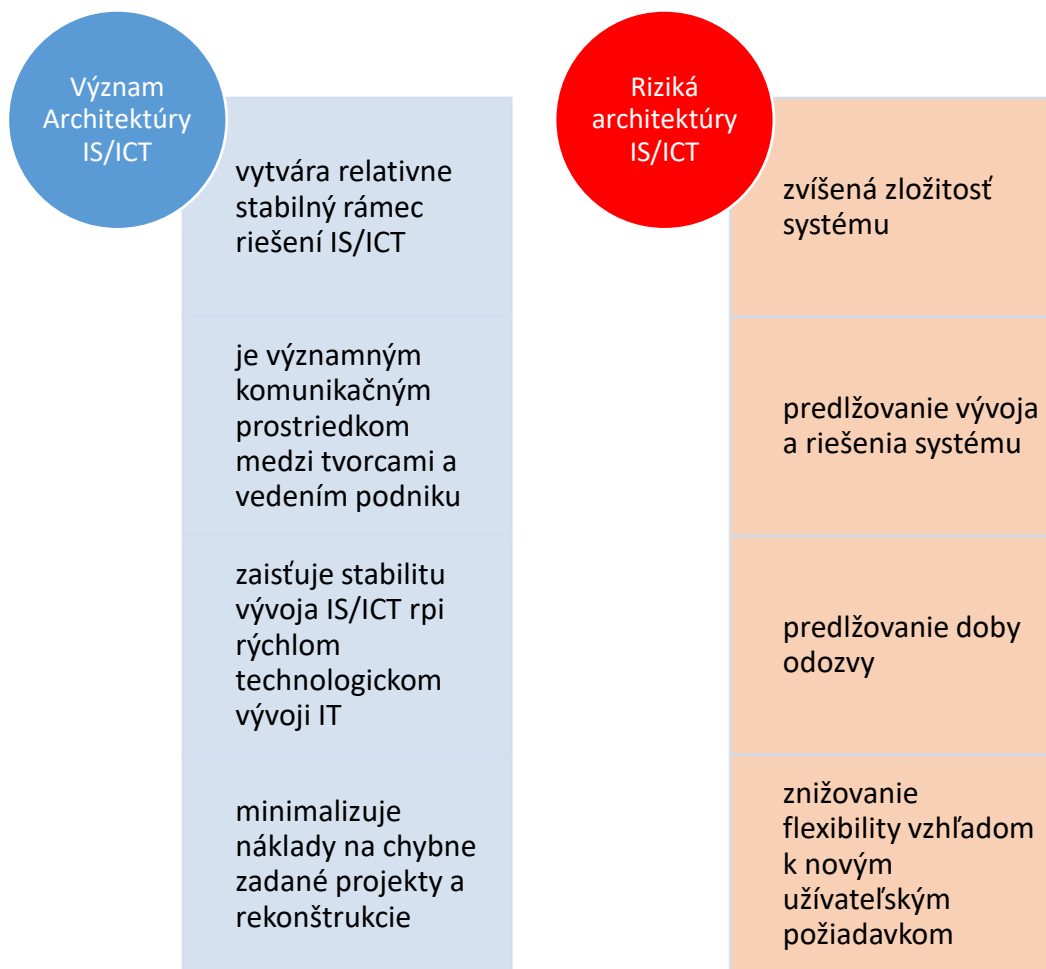 Význam
Architektúry
IS/ICT
vytvára relativne
stabilný rámec
riešení IS/ICT
je významným
komunikačným
prostriedkom
medzi tvorcami a
vedením podniku
zaisťuje stabilitu
vývoja IS/ICT rpi
rýchlom
technologickom
vývoji IT
minimalizuje
náklady na chybne
zadané projekty a
rekonštrukcie
Riziká
architektúry
IS/ICT
zvíšená zložitosť
systému
predlžovanie vývoja
a riešenia systému
predlžovanie doby
odozvy
znižovanie
flexibility vzhľadom
k novým
užívateľským
požiadavkom